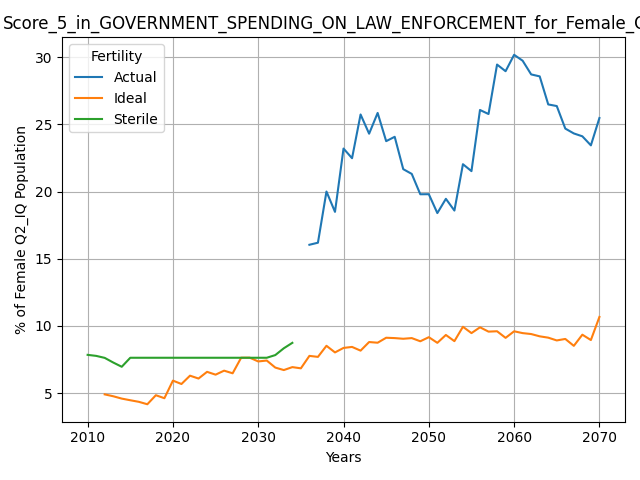 Score_5_in_GOVERNMENT_SPENDING_ON_LAW_ENFORCEMENT_for_Female_
Fertility
Actual
Ideal
Sterile
% of Female Q2_IQ Population
30
25
20
15
10
5
2010 2020 2030 2040 2050 2060 2070
Years